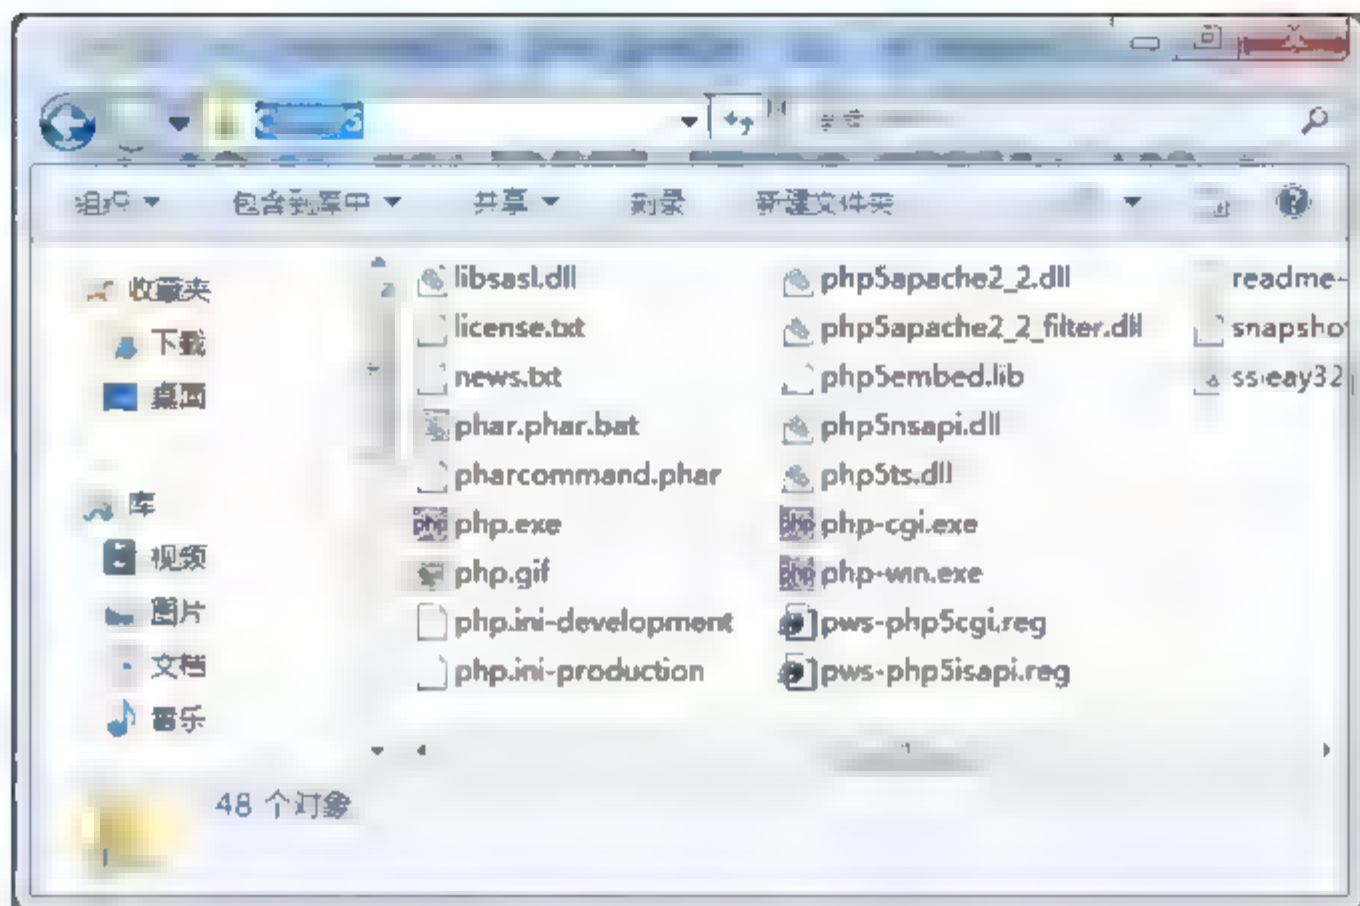 组织 包含到库中 共享 刻录 新建文件夹
收藏夹
下载
桌面
库
视频
图片
文档
音乐
libsasl.dll
license.txt
news.txt
phar.phar.bat
pharcommand.phar
php.exe
php.gif
php.ini-development
php.ini-production
php5apache2_2.dll
php5apache2_2_filter.dll
php5embed.lib
php5nsapi.dll
php5ts.dll
php-cgi.exe
php-win.exe
pws-php5cgi.reg
pws-php5isapi.reg
readme-
snapshot
ssleay32
48 个对象